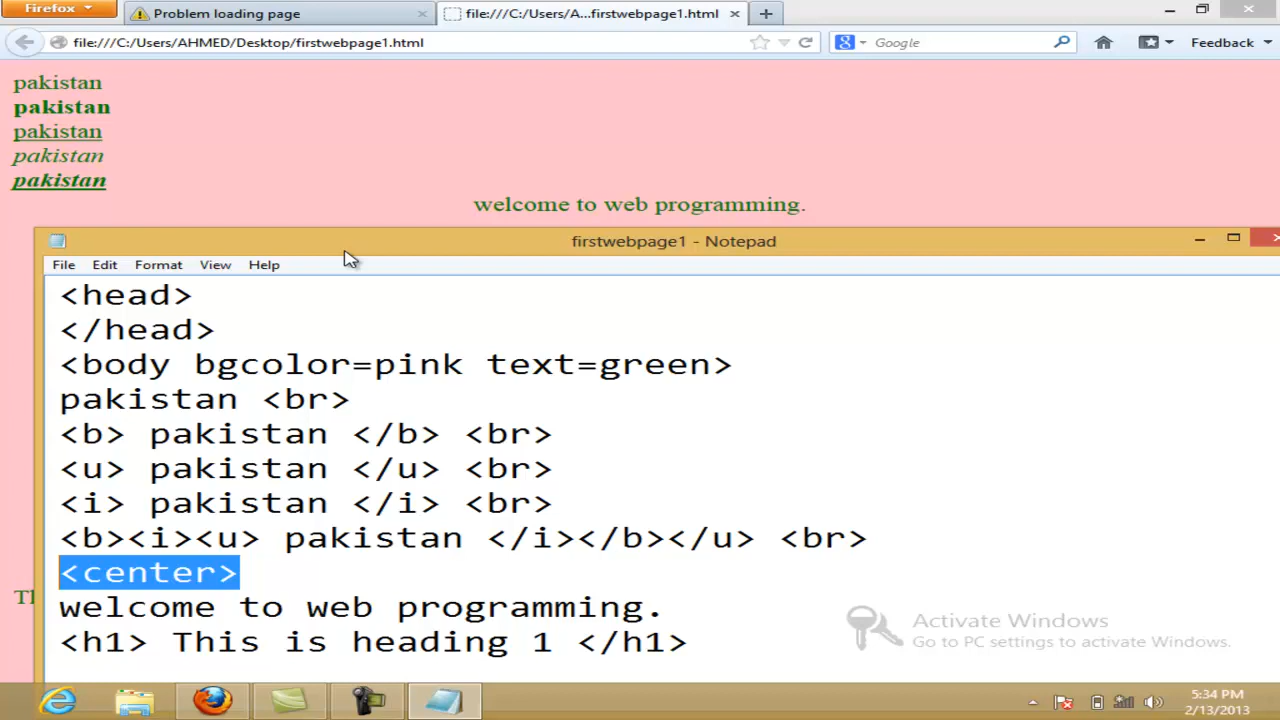 Firefox
Problem loading page
file:///C:/Users/A...firstwebpage1.html
file:///C:/Users/AHMED/Desktop/firstwebpage1.html
Google
Feedback
pakistan
pakistan
pakistan
pakistan
pakistan
welcome to web programming.
firstwebpage1 - Notepad
File Edit Format View Help
<head>
</head>
<body bgcolor=pink text=green>
pakistan <br>
<b> pakistan </b> <br>
<u> pakistan </u> <br>
<i> pakistan </i> <br>
<b><i><u> pakistan </i></b></u> <br>
<center>
welcome to web programming.
<h1> This is heading 1 </h1>
Activate Windows
Go to PC settings to activate Windows.
5:34 PM
2/13/2013